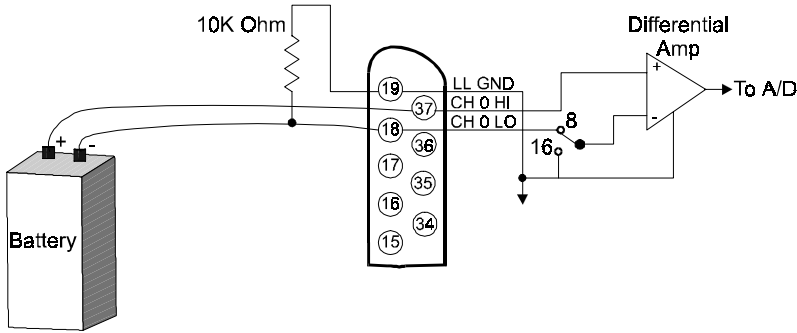 10K Ohm
Differential
Amp
LL GND
CH 0 HI
CH 0 LO
19
37
18
36
17
35
16
34
15
+
-
8
16
+
-
To A/D
Battery